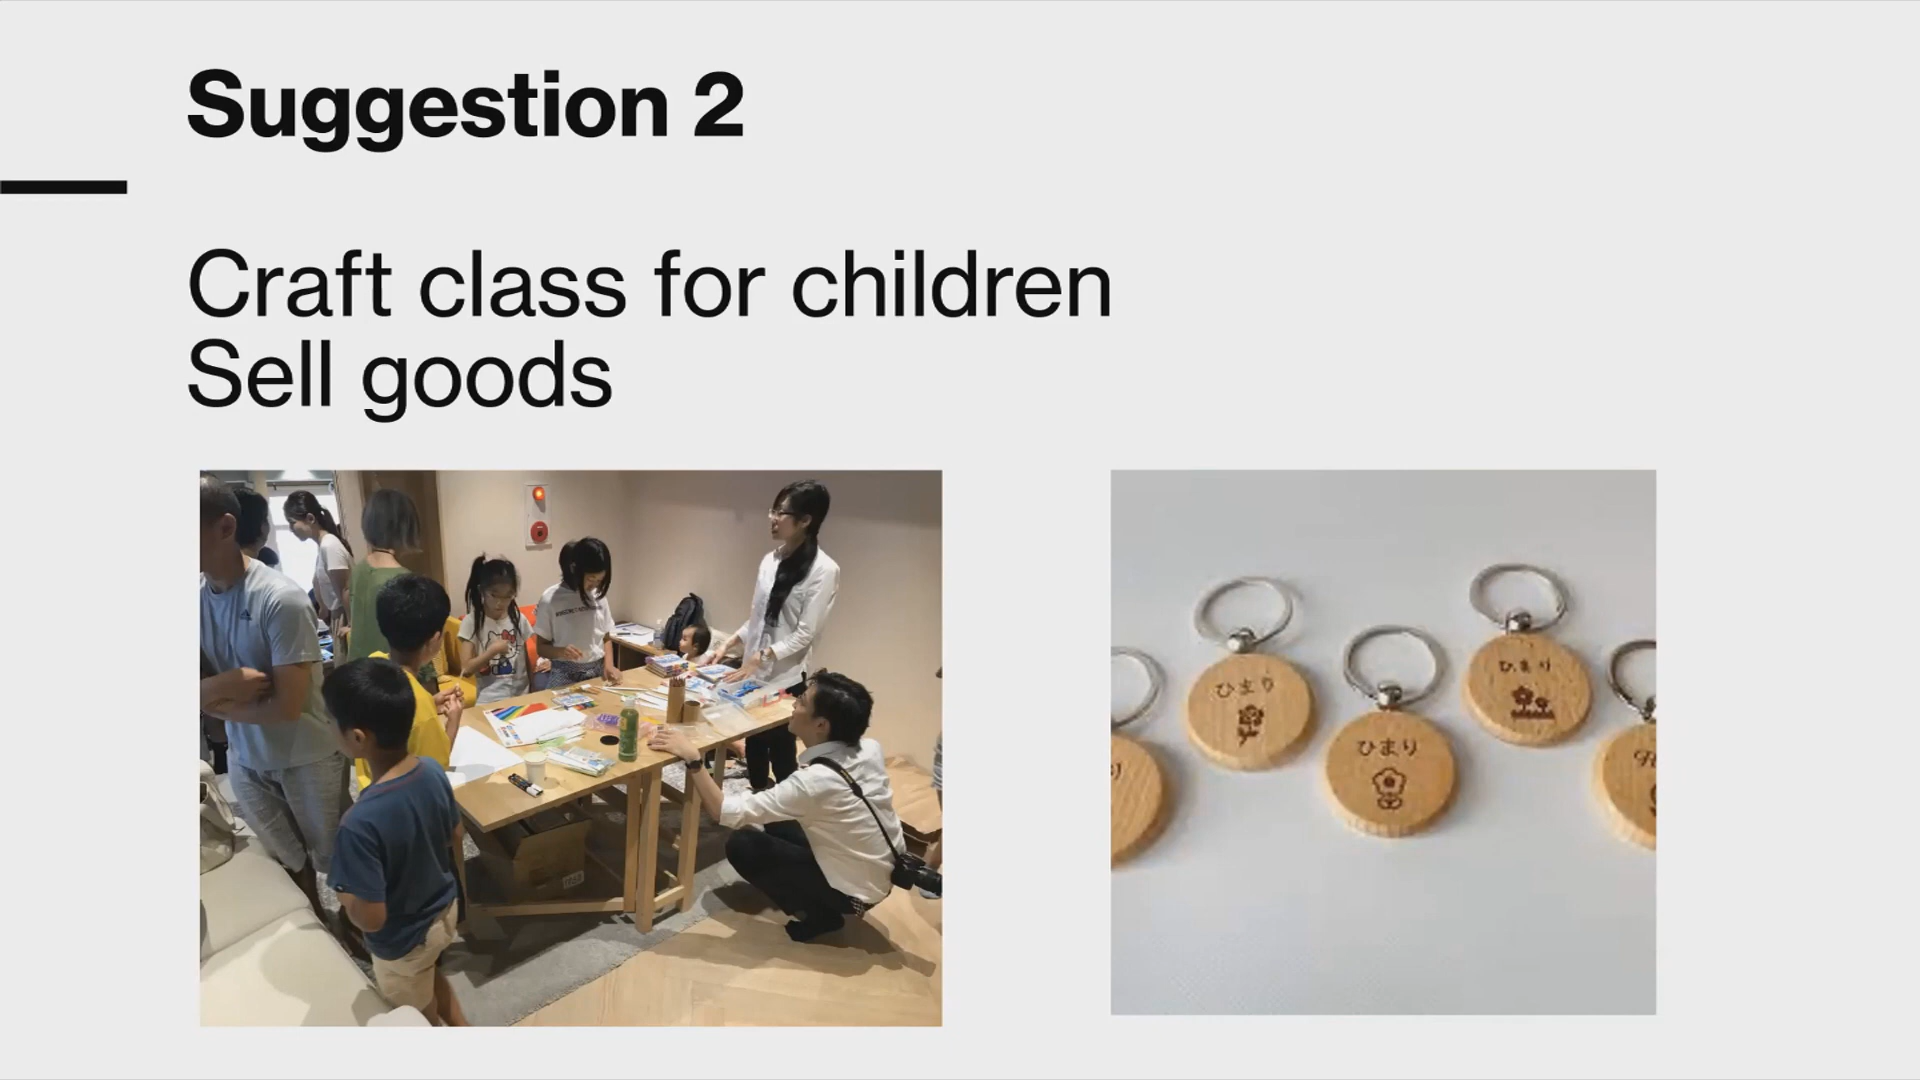 Suggestion 2
Craft class for children
Sell goods
ひまり
ひまり
ひまり